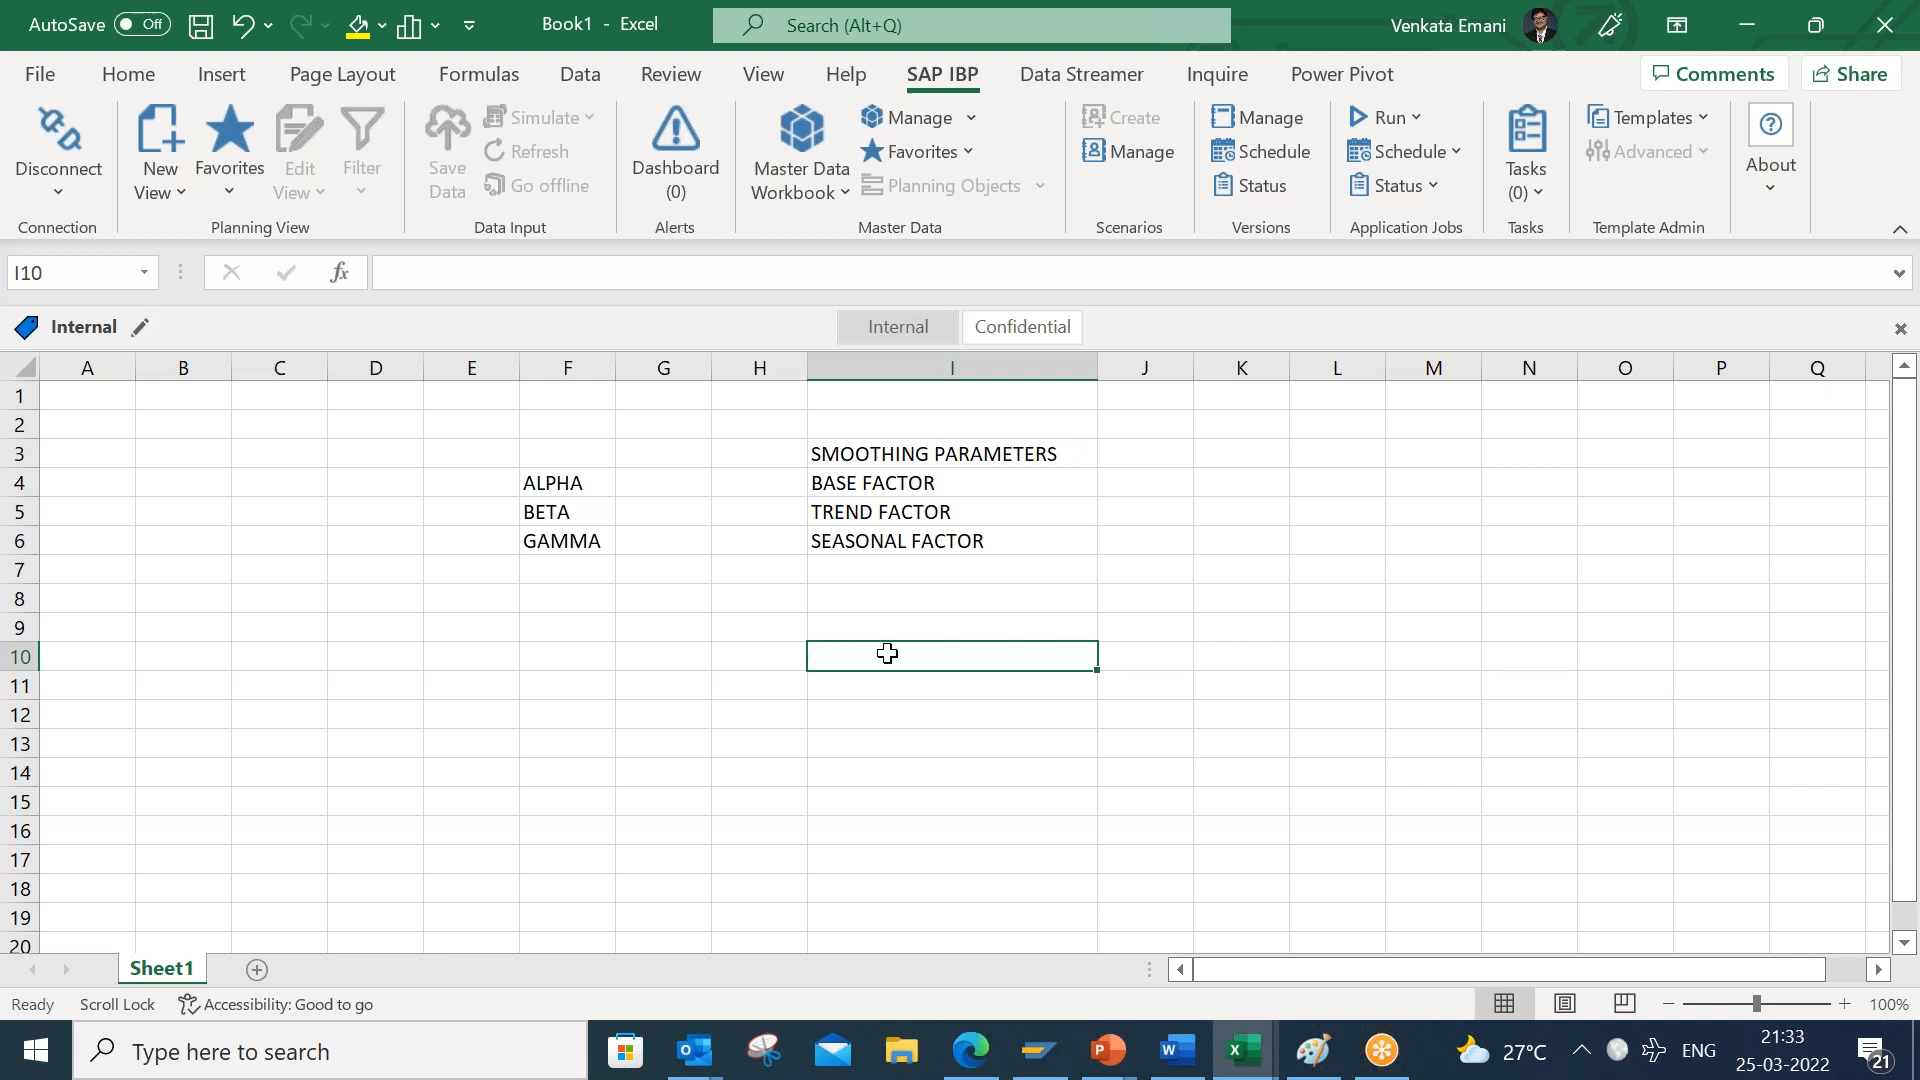 AutoSave Off Book1 - Excel Search (Alt+Q) Venkata Emani
File Home Insert Page Layout Formulas Data Review View Help SAP IBP Data Streamer Inquire Power Pivot Comments Share
Disconnect
Connection
New View
Favorites
Edit View
Filter
Planning View
Save Data
Simulate
Refresh
Go offline
Data Input
Dashboard (0)
Alerts
Master Data Workbook
Manage
Favorites
Planning Objects
Master Data
Create
Manage
Scenarios
Manage
Schedule
Status
Versions
Run
Schedule
Status
Application Jobs
Tasks (0)
Tasks
Templates
Advanced
Template Admin
About
I10 fx
Internal Internal Confidential
A B C D E F G H I J K L M N O P Q
1
2
3 SMOOTHING PARAMETERS
4 ALPHA BASE FACTOR
5 BETA TREND FACTOR
6 GAMMA SEASONAL FACTOR
7
8
9
10
11
12
13
14
15
16
17
18
19
20
Sheet1
Ready Scroll Lock Accessibility: Good to go 100%
Type here to search 27°C ENG 21:33
25-03-2022 21